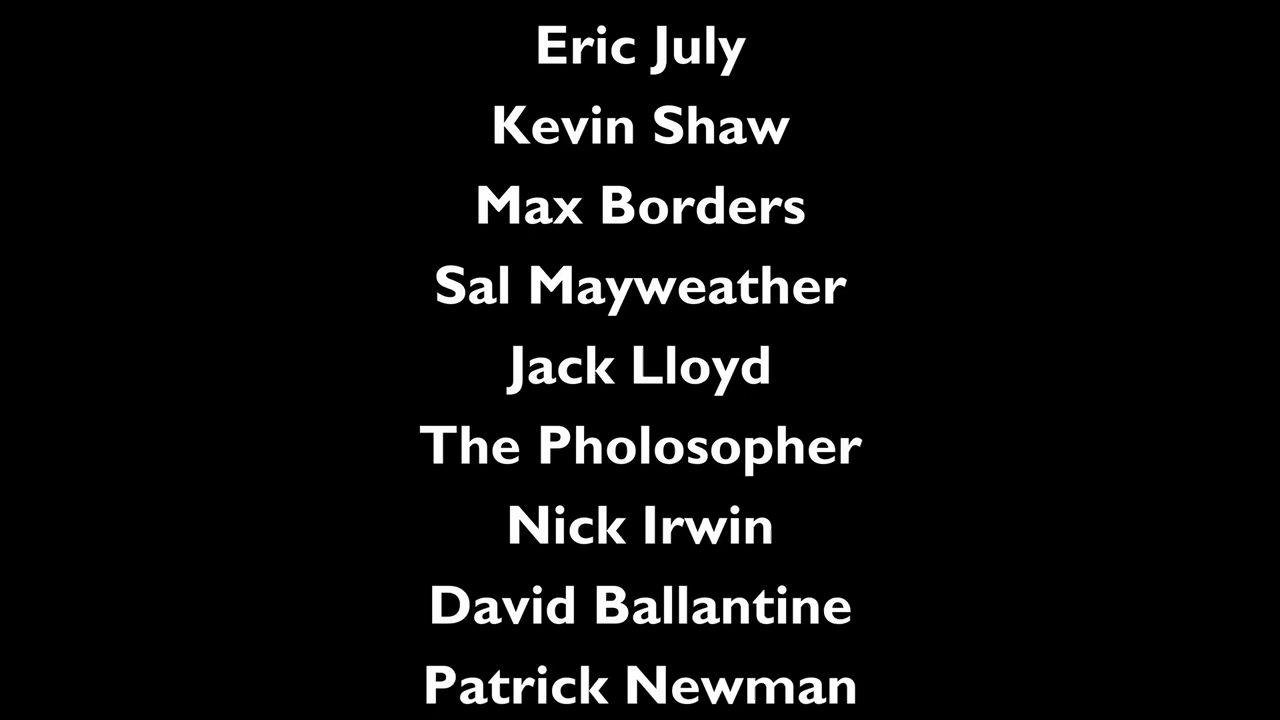 Eric July
Kevin Shaw
Max Borders
Sal Mayweather
Jack Lloyd
The Pholosopher
Nick Irwin
David Ballantine
Patrick Newman